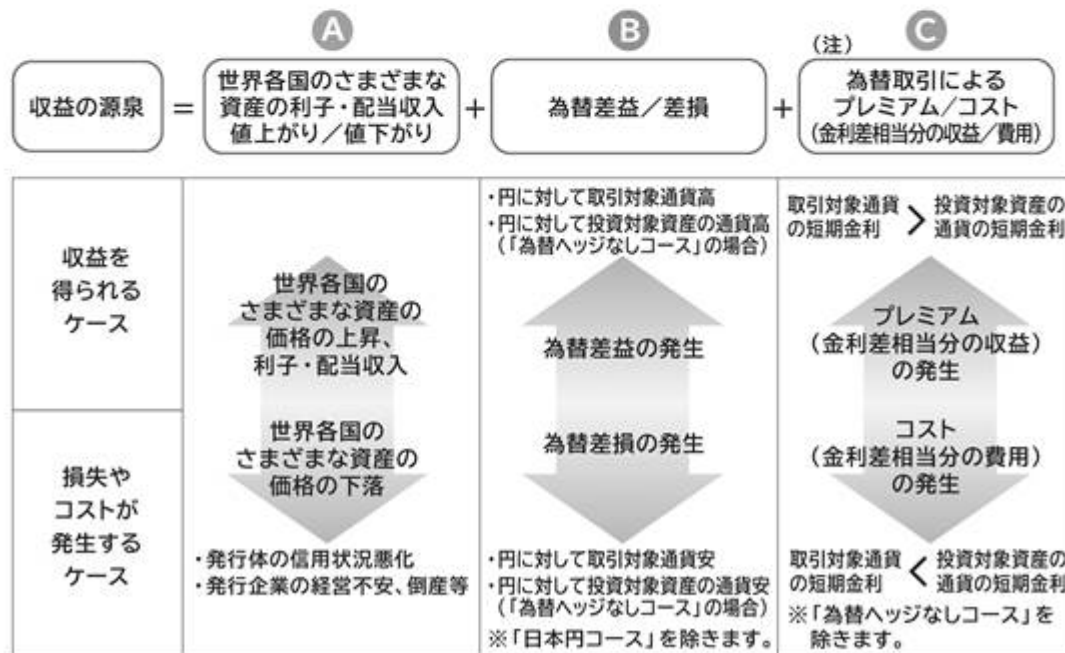 A
B
(注)
C
収益の源泉
=
世界各国のさまざまな
資産の利子・配当収入
値上がり/値下がり
+
為替差益/差損
+
為替取引による
プレミアム/コスト
(金利差相当分の収益/費用)
収益を
得られる
ケース
世界各国の
さまざまな資産の
価格の上昇、
利子・配当収入
・円に対して取引対象通貨高
・円に対して投資対象資産の通貨高
(「為替ヘッジなしコース」の場合)
為替差益の発生
取引対象通貨
の短期金利
>
投資対象資産の
通貨の短期金利
プレミアム
(金利差相当分の収益)
の発生
損失や
コストが
発生する
ケース
世界各国の
さまざまな資産の
価格の下落
・発行体の信用状況悪化
・発行企業の経営不安、倒産等
為替差損の発生
・円に対して取引対象通貨安
・円に対して投資対象資産の通貨安
(「為替ヘッジなしコース」の場合)
※「日本円コース」を除きます。
コスト
(金利差相当分の費用)
の発生
取引対象通貨
の短期金利
<
投資対象資産の
通貨の短期金利
※「為替ヘッジなしコース」を
除きます。